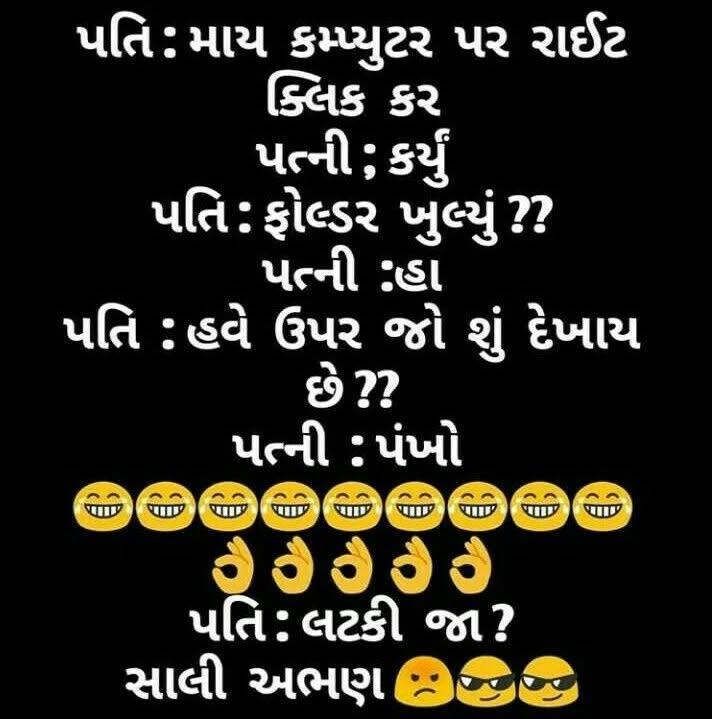 પતિ : માય કમ્પ્યુટર પર રાઈટ
ક્લિક કર
પત્ની ; કર્યું
પતિ : ફોલ્ડર ખુલ્યું ??
પત્ની :હા
પતિ : હવે ઉપર જો શું દેખાય
છે ??
પત્ની : પંખો
😂😂😂😂😂😂😂😂😂
👌👌👌👌👌
પતિ : લટકી જા ?
સાલી અભણ 😡😎😎